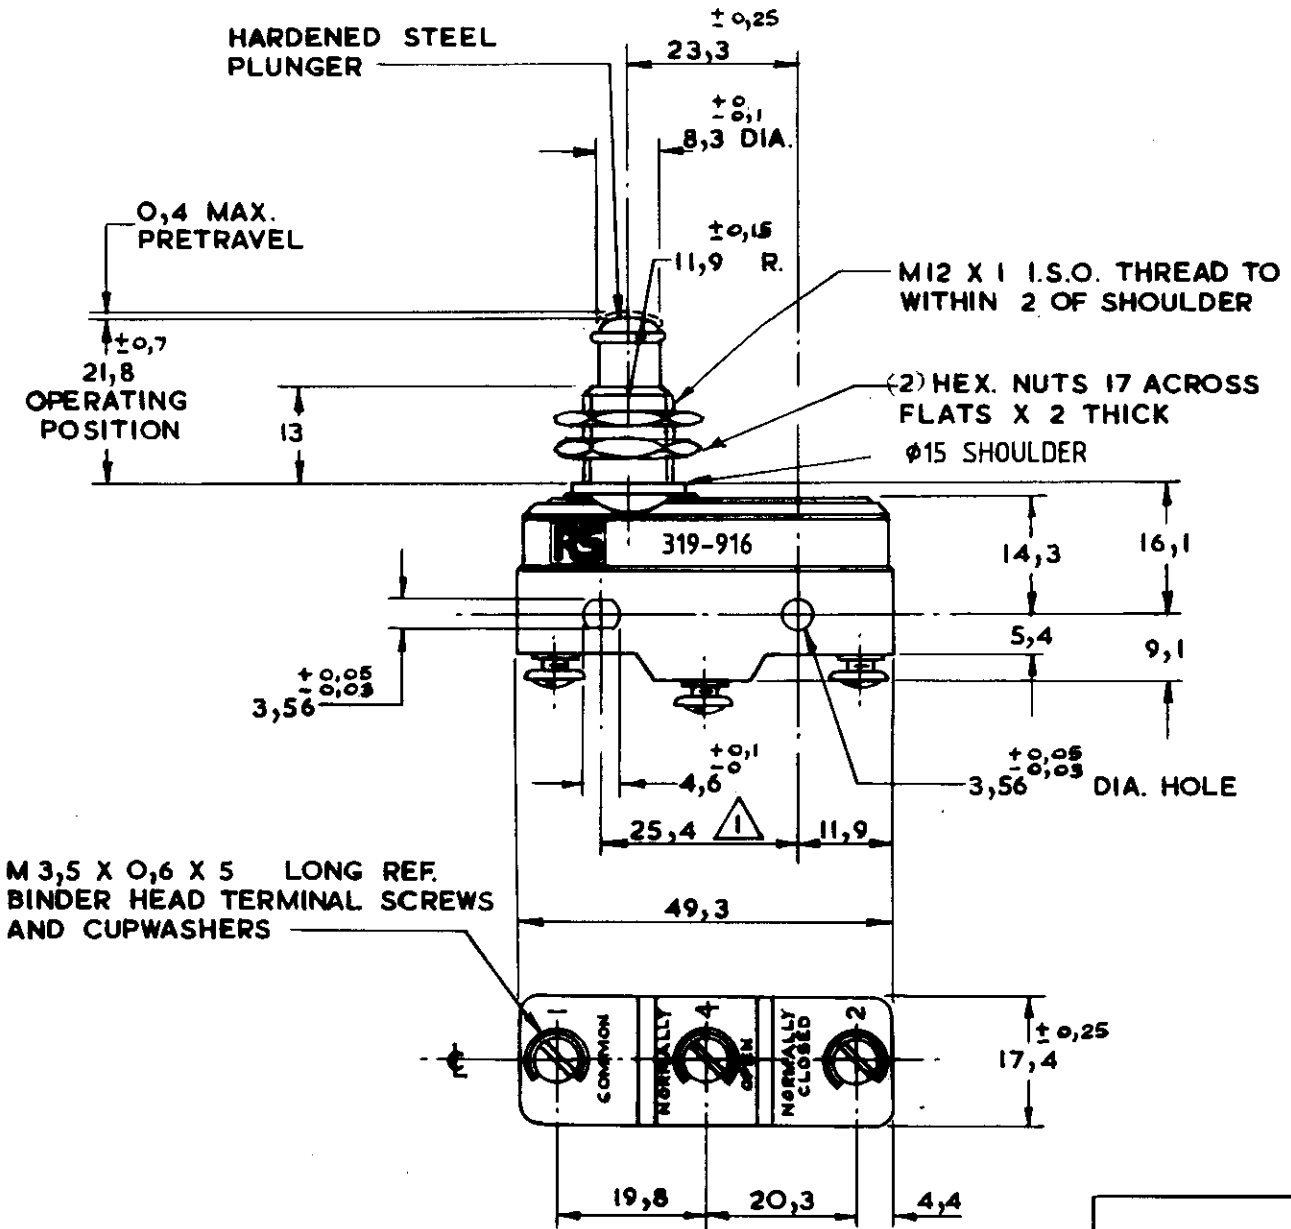 ± 0,25
23,3
HARDENED STEEL
PLUNGER
+ 0
- 0,1
8,3 DIA.
0,4 MAX.
PRETRAVEL
± 0,15
11,9 R.
M12 X 1 I.S.O. THREAD TO
WITHIN 2 OF SHOULDER
± 0,7
21,8
OPERATING
POSITION
13
(2) HEX. NUTS 17 ACROSS
FLATS X 2 THICK
φ15 SHOULDER
RS
319-916
14,3
16,1
5,4
9,1
+ 0,05
- 0,03
3,56
+ 0,1
- 0
4,6
+ 0,05
- 0,03
3,56 DIA. HOLE
25,4
1
11,9
M 3,5 X 0,6 X 5 LONG REF.
BINDER HEAD TERMINAL SCREWS
AND CUPWASHERS
49,3
1
COMMON
NORMALLY
4
OPEN
NORMALLY
CLOSED
2
℄
± 0,25
17,4
19,8
20,3
4,4